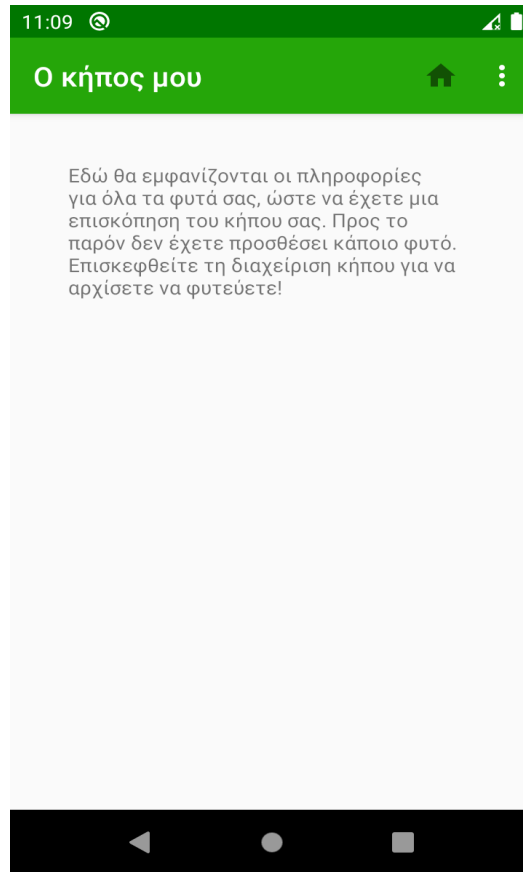 11:09
Ο κήπος μου
Εδώ θα εμφανίζονται οι πληροφορίες
για όλα τα φυτά σας, ώστε να έχετε μια
επισκόπηση του κήπου σας. Προς το
παρόν δεν έχετε προσθέσει κάποιο φυτό.
Επισκεφθείτε τη διαχείριση κήπου για να
αρχίσετε να φυτεύετε!